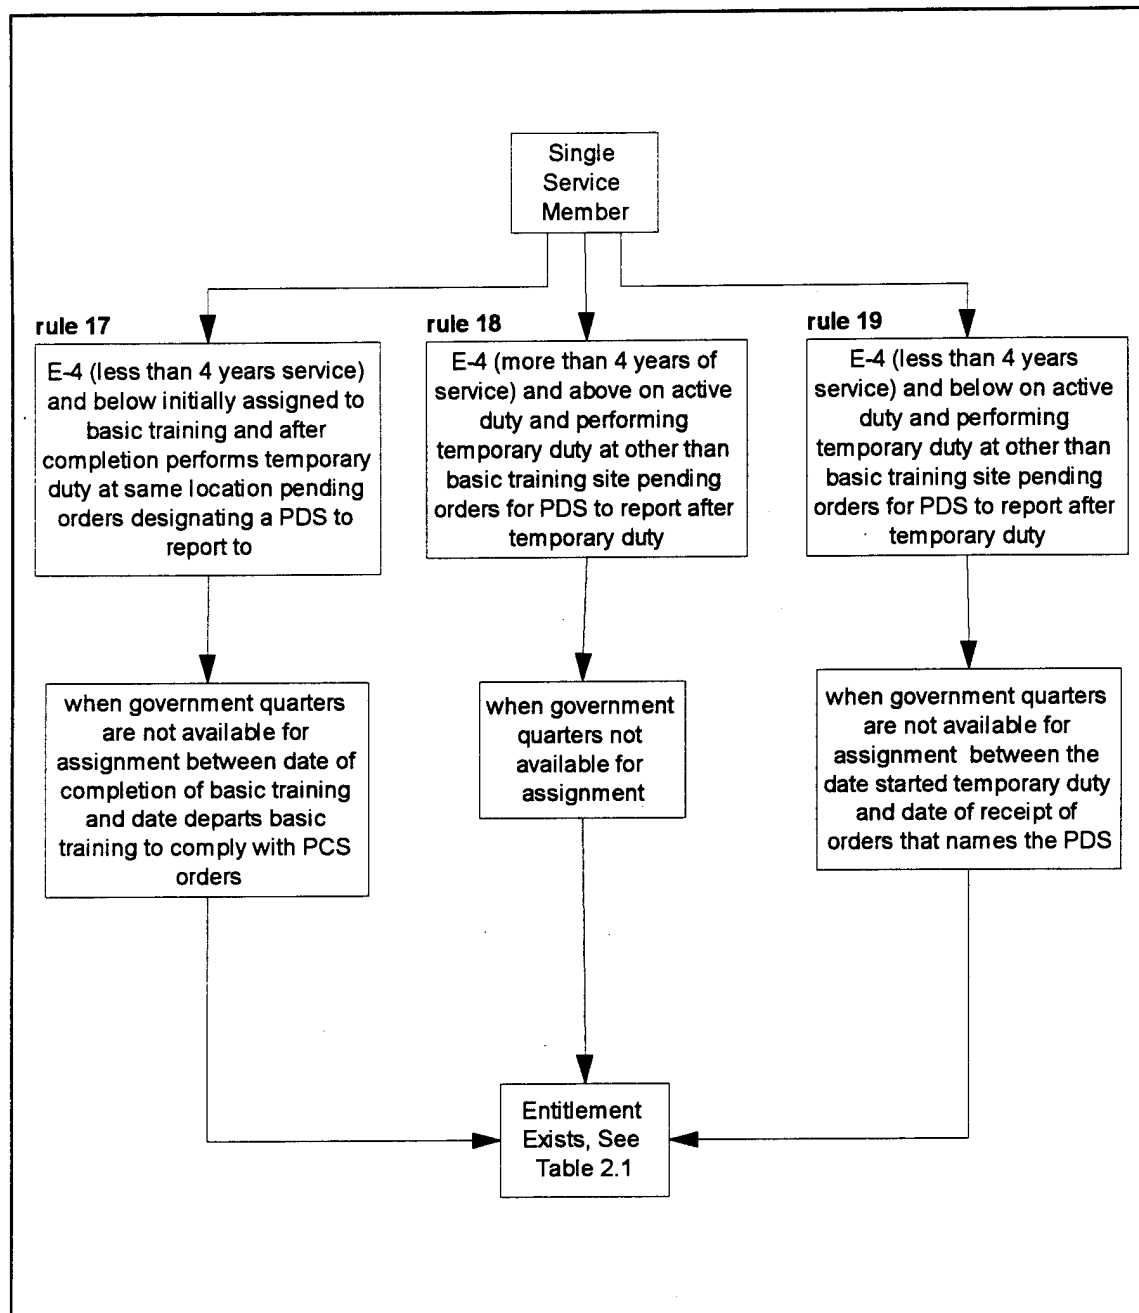 Single
Service
Member
rule 17
E-4 (less than 4 years service)
and below initially assigned to
basic training and after
completion performs temporary
duty at same location pending
orders designating a PDS to
report to
when government quarters
are not available for
assignment between date of
completion of basic training
and date departs basic
training to comply with PCS
orders
rule 18
E-4 (more than 4 years of
service) and above on active
duty and performing
temporary duty at other than
basic training site pending
orders for PDS to report after
temporary duty
when government
quarters not
available for
assignment
rule 19
E-4 (less than 4 years
service) and below on active
duty and performing
temporary duty at other than
basic training site pending
orders for PDS to report after
temporary duty
when government quarters
are not available for
assignment between the
date started temporary duty
and date of receipt of
orders that names the PDS
Entitlement
Exists, See
Table 2.1